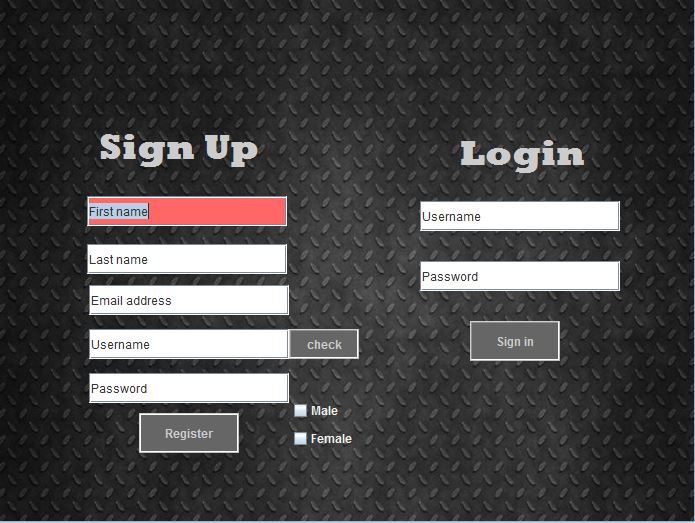 Sign Up
First name
Last name
Email address
Username
check
Password
Male
Register
Female
Login
Username
Password
Sign in